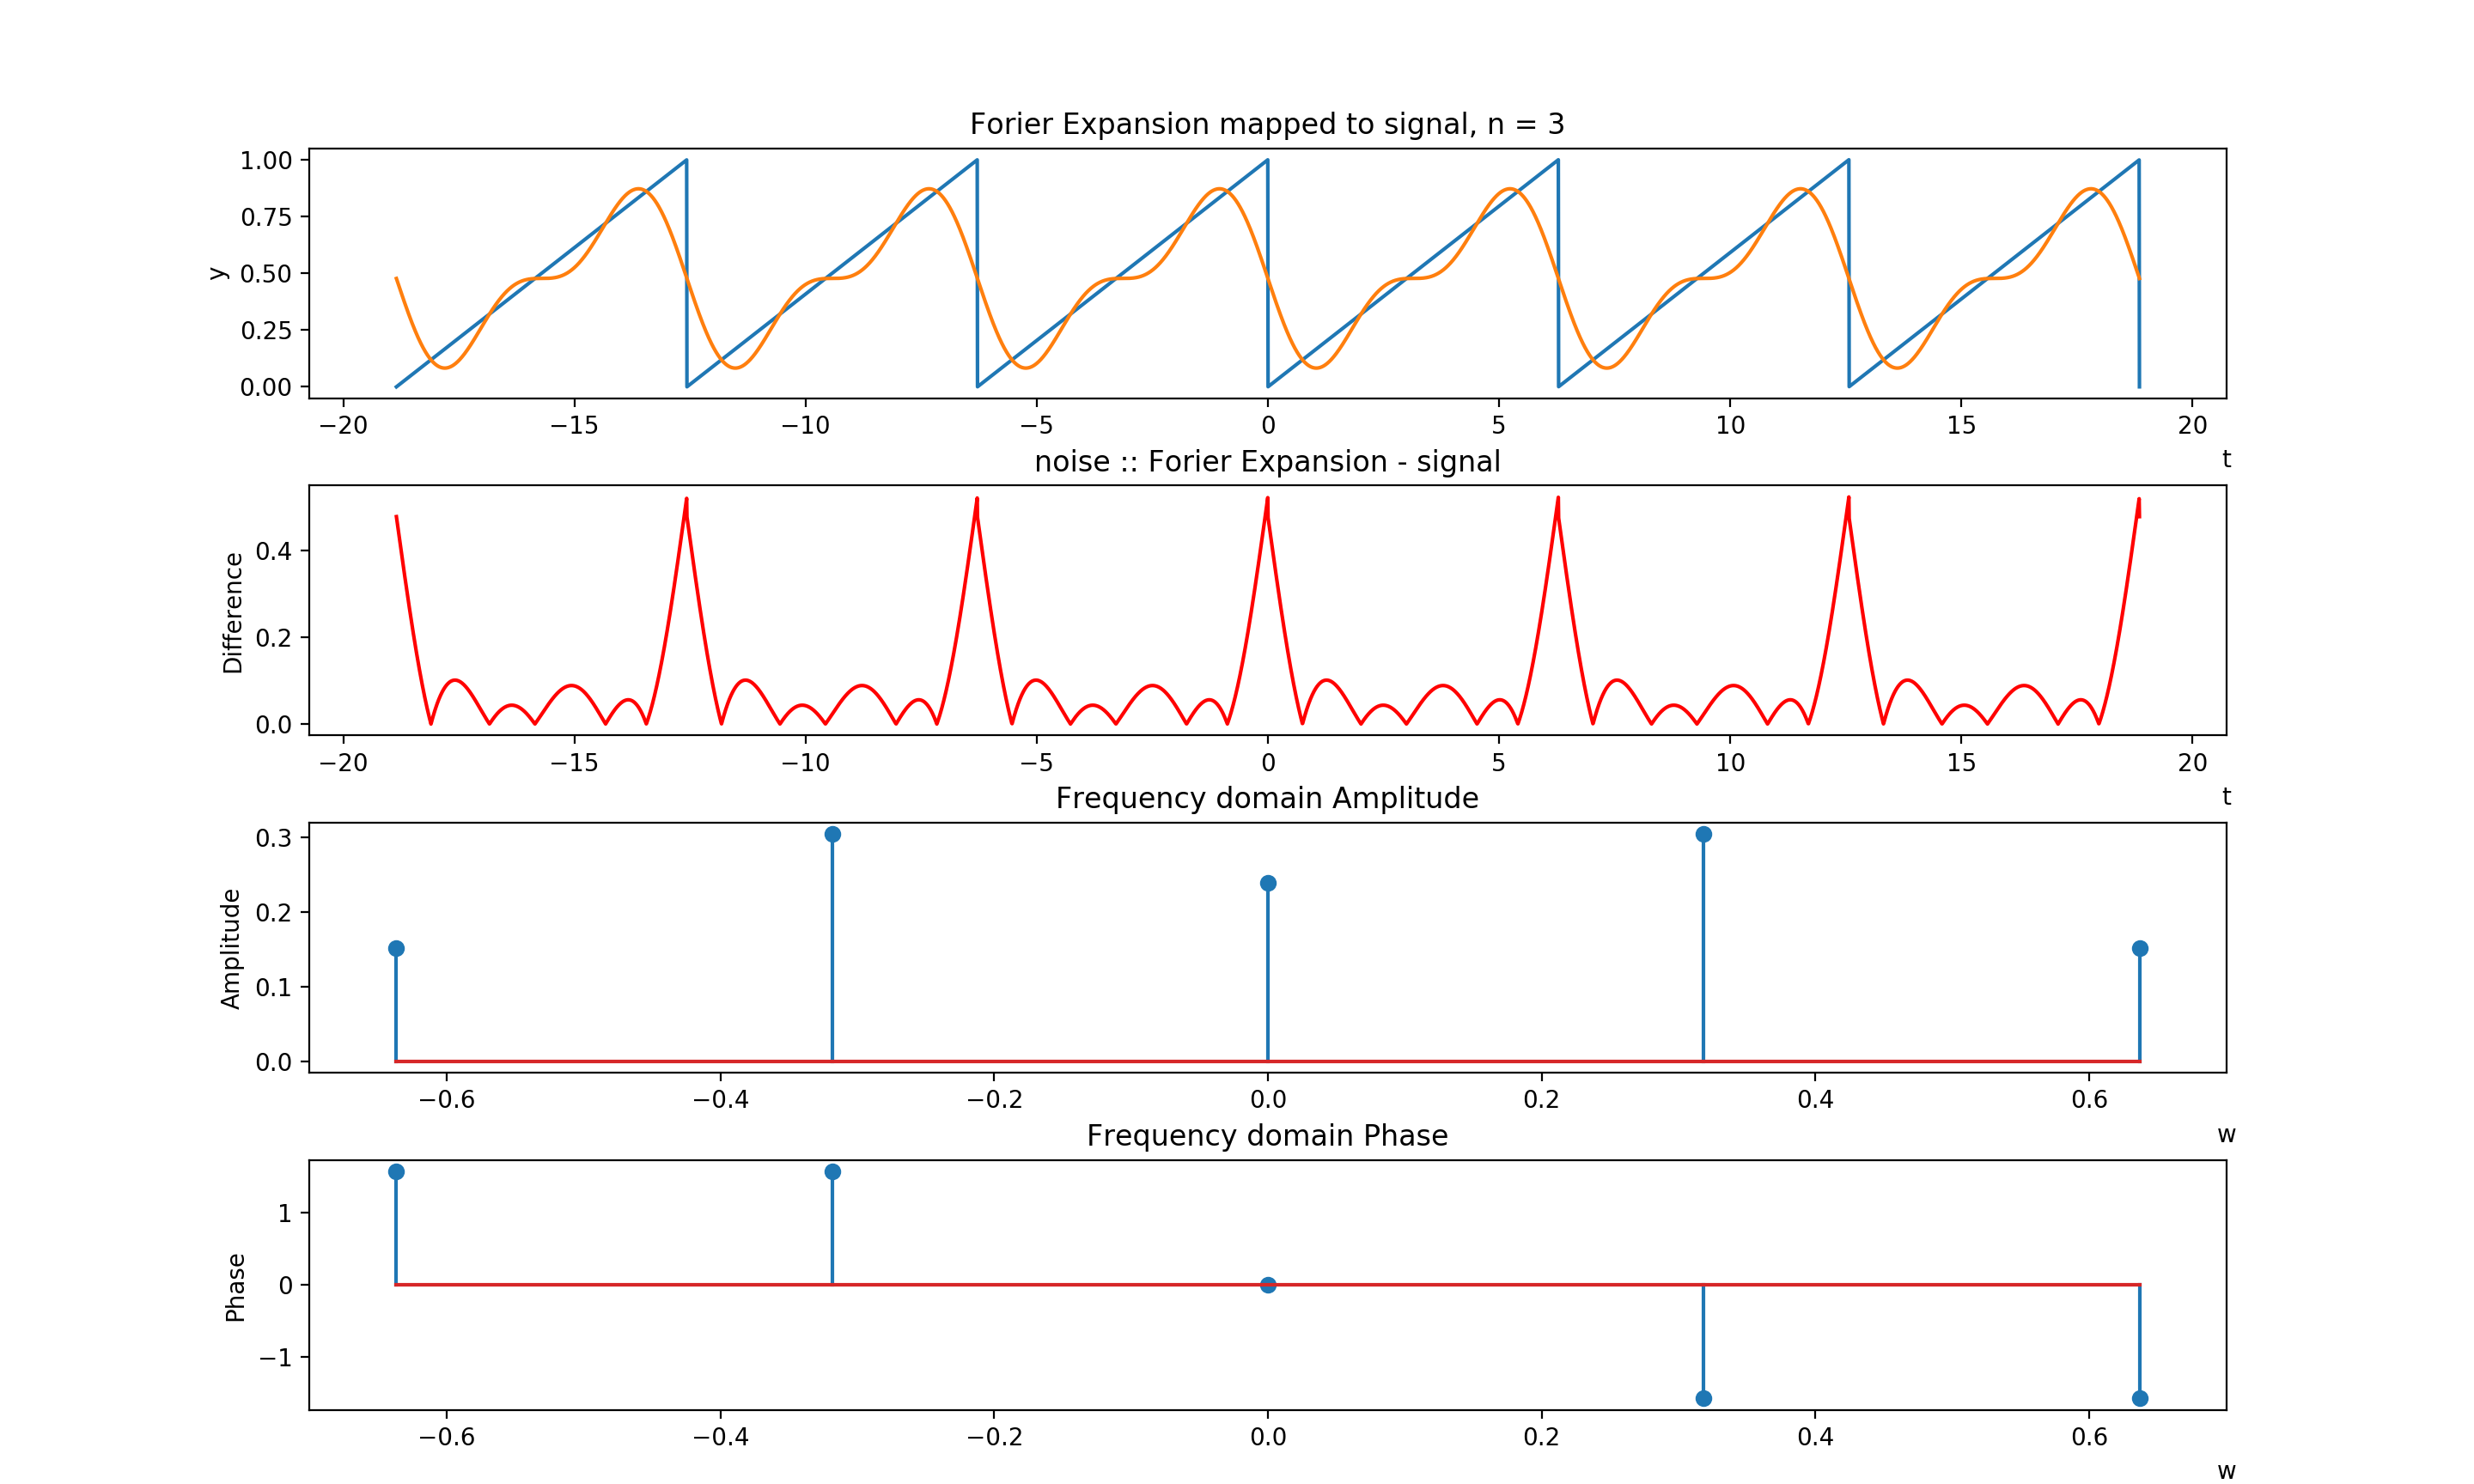 Forier Expansion mapped to signal, n = 3
1.00
0.75
0.50
0.25
0.00
y
−20 −15 −10 −5 0 5 10 15 20
t
noise :: Forier Expansion - signal
0.4
0.2
0.0
Difference
−20 −15 −10 −5 0 5 10 15 20
t
Frequency domain Amplitude
0.3
0.2
0.1
0.0
Amplitude
−0.6 −0.4 −0.2 0.0 0.2 0.4 0.6
w
Frequency domain Phase
1
0
−1
Phase
−0.6 −0.4 −0.2 0.0 0.2 0.4 0.6
w